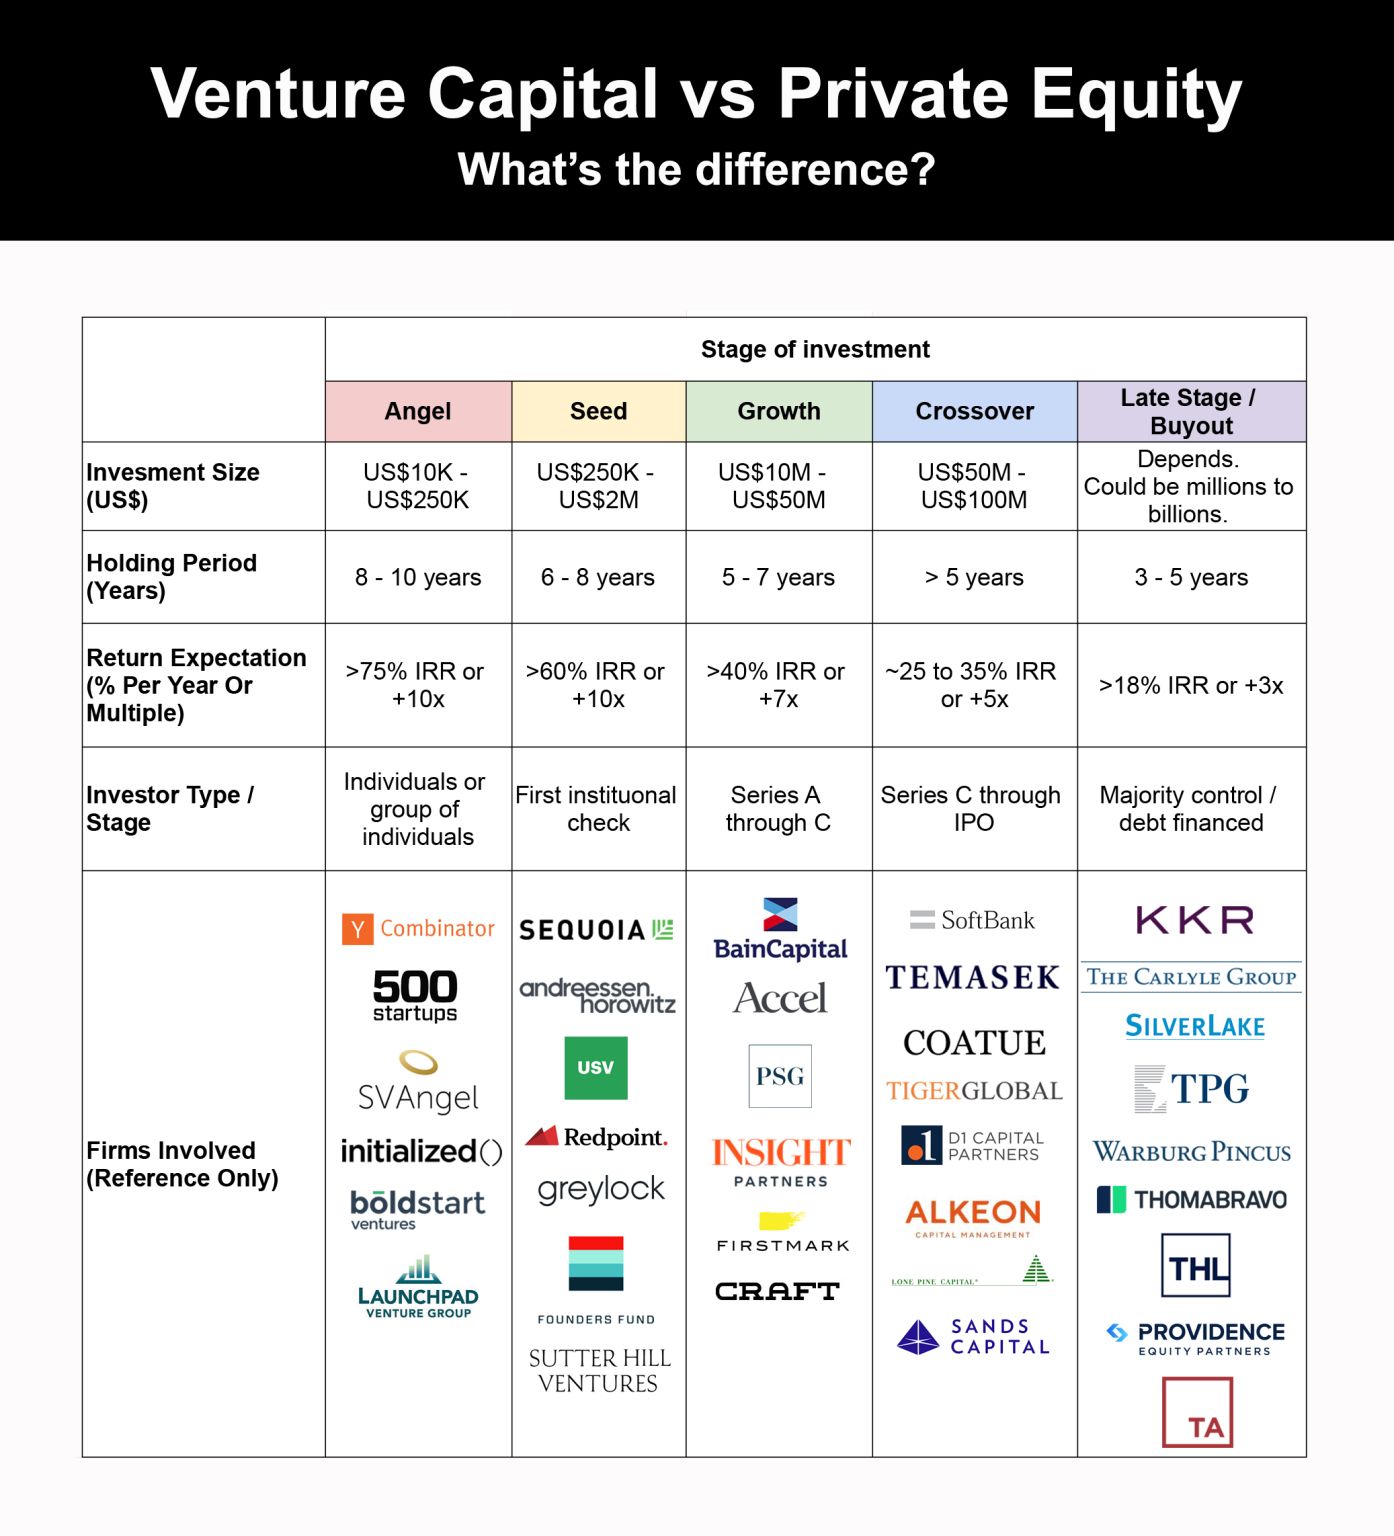 Venture Capital vs Private Equity
What's the difference?
Stage of investment
Angel
Seed
Growth
Crossover
Late Stage /
Buyout
Invesment Size
(US$)
US$10K -
US$250K
US$250K -
US$2M
US$10M -
US$50M
US$50M -
US$100M
Depends.
Could be millions to
billions.
Holding Period
(Years)
8 - 10 years
6 - 8 years
5 - 7 years
> 5 years
3 - 5 years
Return Expectation
(% Per Year Or
Multiple)
>75% IRR or
+10x
>60% IRR or
+10x
>40% IRR or
+7x
~25 to 35% IRR
or +5x
>18% IRR or +3x
Investor Type /
Stage
Individuals or
group of
individuals
First instituonal
check
Series A
through C
Series C through
IPO
Majority control /
debt financed
Firms Involved
(Reference Only)
Y Combinator
500
startups
SVAngel
initialized()
bōldstart
ventures
LAUNCHPAD
VENTURE GROUP
SEQUOIA
andreessen.
horowitz
USV
Redpoint.
greylock
FOUNDERS FUND
SUTTER HILL
VENTURES
BainCapital
Accel
PSG
INSIGHT
PARTNERS
FIRSTMARK
CRAFT
SoftBank
TEMASEK
COATUE
TIGERGLOBAL
d1 D1 CAPITAL
PARTNERS
ALKEON
CAPITAL MANAGEMENT
LONE PINE CAPITAL
SANDS
CAPITAL
KKR
THE CARLYLE GROUP
SILVERLAKE
TPG
WARBURG PINCUS
THOMABRAVO
THL
PROVIDENCE
EQUITY PARTNERS
TA